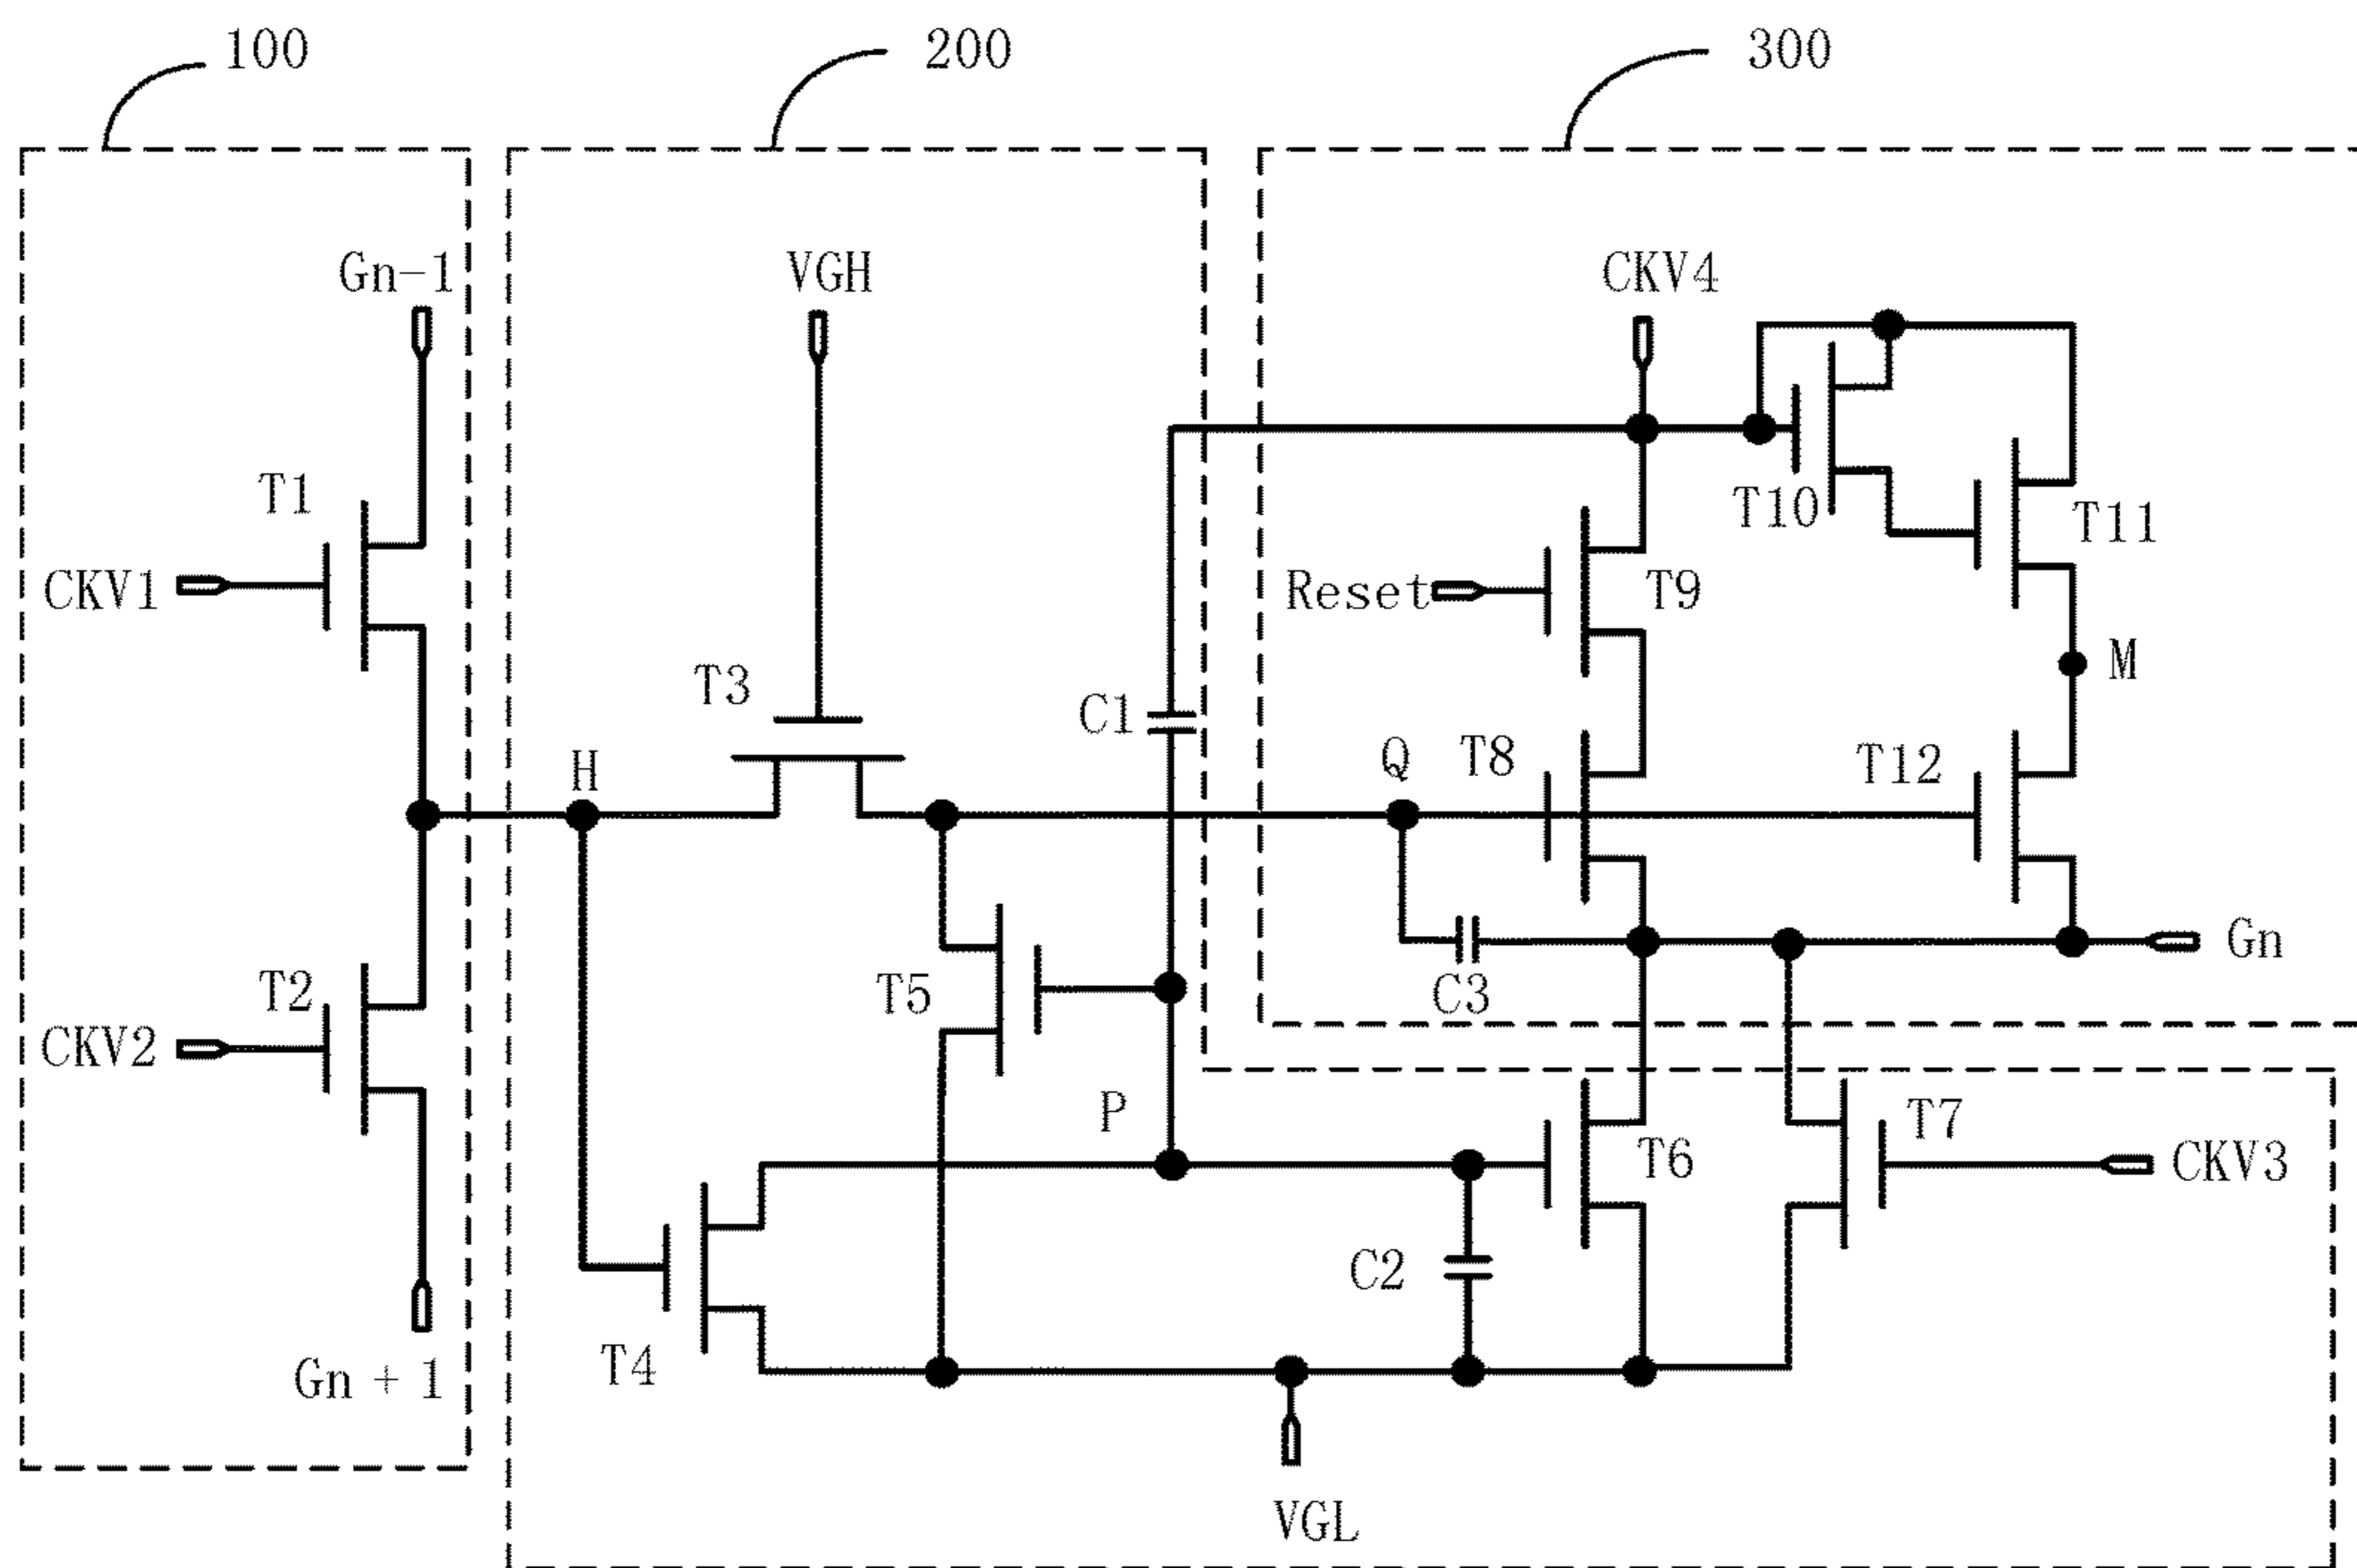 100
200
300
Gn-1
VGH
CKV4
T1
T10
T11
CKV1
Reset
T9
T3
M
C1
H
Q
T8
T12
T2
T5
C3
Gn
CKV2
P
T7
T6
CKV3
C2
T4
Gn + 1
VGL